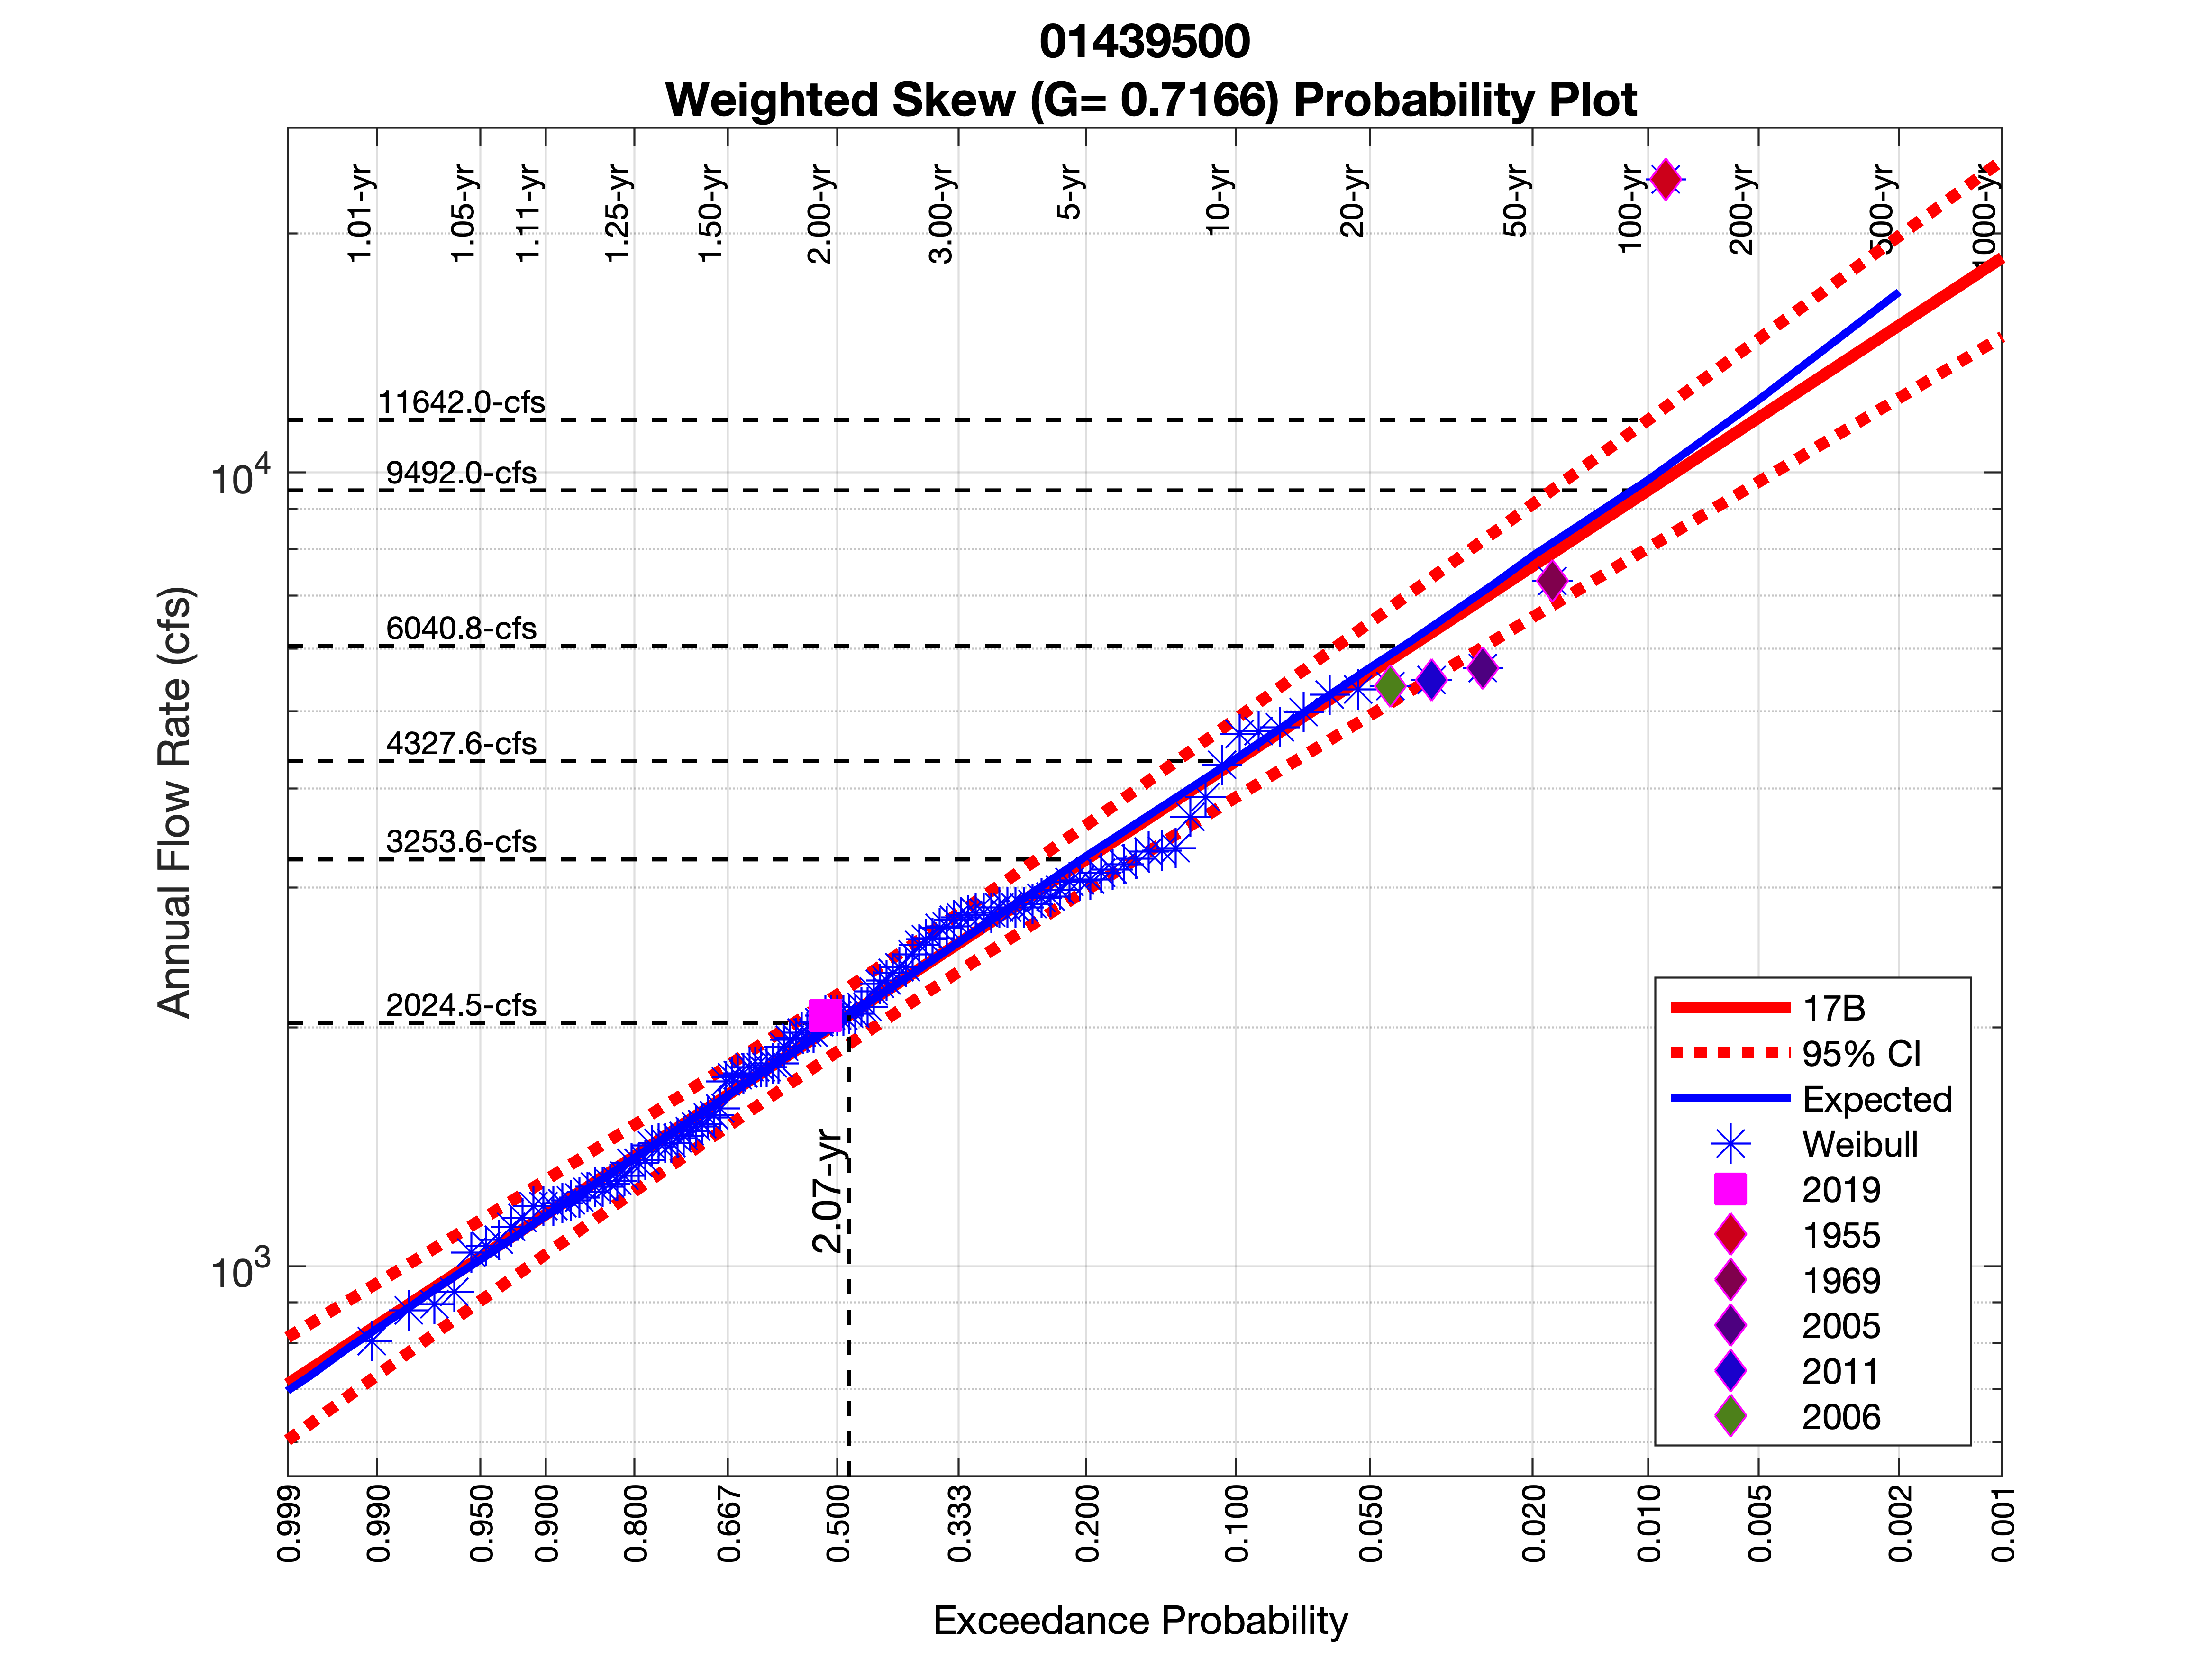 01439500
Weighted Skew (G= 0.7166) Probability Plot
1.01-yr
1.05-yr
1.11-yr
1.25-yr
1.50-yr
2.00-yr
3.00-yr
5-yr
10-yr
20-yr
50-yr
100-yr
200-yr
500-yr
1000-yr
Annual Flow Rate (cfs)
10⁴
10³
11642.0-cfs
9492.0-cfs
6040.8-cfs
4327.6-cfs
3253.6-cfs
2024.5-cfs
2.07-yr
17B
95% CI
Expected
Weibull
2019
1955
1969
2005
2011
2006
0.999
0.990
0.950
0.900
0.800
0.667
0.500
0.333
0.200
0.100
0.050
0.020
0.010
0.005
0.002
0.001
Exceedance Probability